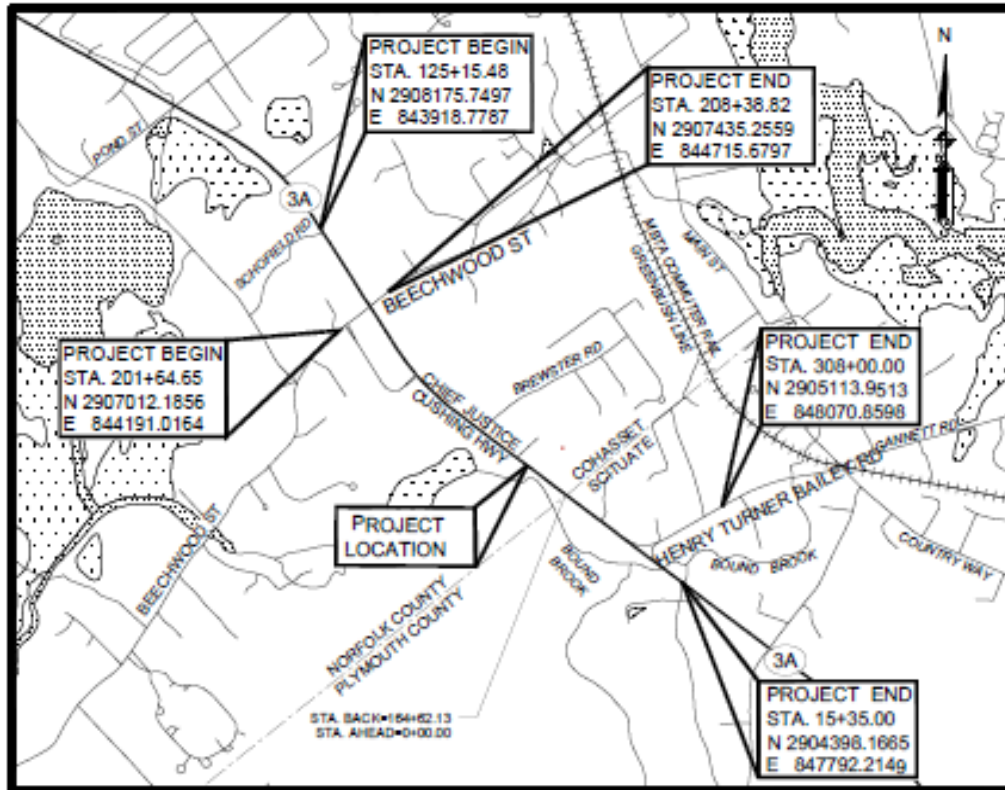 PROJECT BEGIN
STA. 125+15.48
N 2908175.7497
E 843918.7787
PROJECT END
STA. 208+38.82
N 2907435.2559
E 844715.6797
N
POND ST
3A
SCHOFIELD RD
BEECHWOOD ST
MBTA COMMUTER RAIL
GREENBUSH LINE
MAIN ST
PROJECT BEGIN
STA. 201+64.65
N 2907012.1856
E 844191.0164
PROJECT END
STA. 308+00.00
N 2905113.9513
E 848070.8598
BREWSTER RD
CHIEF JUSTICE
CUSHING HWY
COHASSET
SCITUATE
GANNETT RD
HENRY TURNER BAILEY RD
PROJECT
LOCATION
BEECHWOOD ST
BOUND
BROOK
BOUND BROOK
COUNTRY WAY
NORFOLK COUNTY
PLYMOUTH COUNTY
3A
STA. BACK=164+62.13
STA. AHEAD=0+00.00
PROJECT END
STA. 15+35.00
N 2904398.1665
E 847792.2149